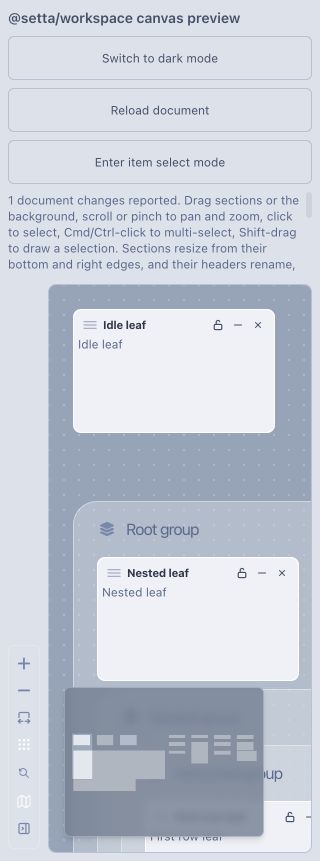 @setta/workspace canvas preview
Switch to dark mode
Reload document
Enter item select mode
1 document changes reported. Drag sections or the
background, scroll or pinch to pan and zoom, click
to select, Cmd/Ctrl-click to multi-select, Shift-drag
to draw a selection. Sections resize from their
bottom and right edges, and their headers rename,
Idle leaf
Idle leaf
Root group
Nested leaf
Nested leaf
group
First row leaf